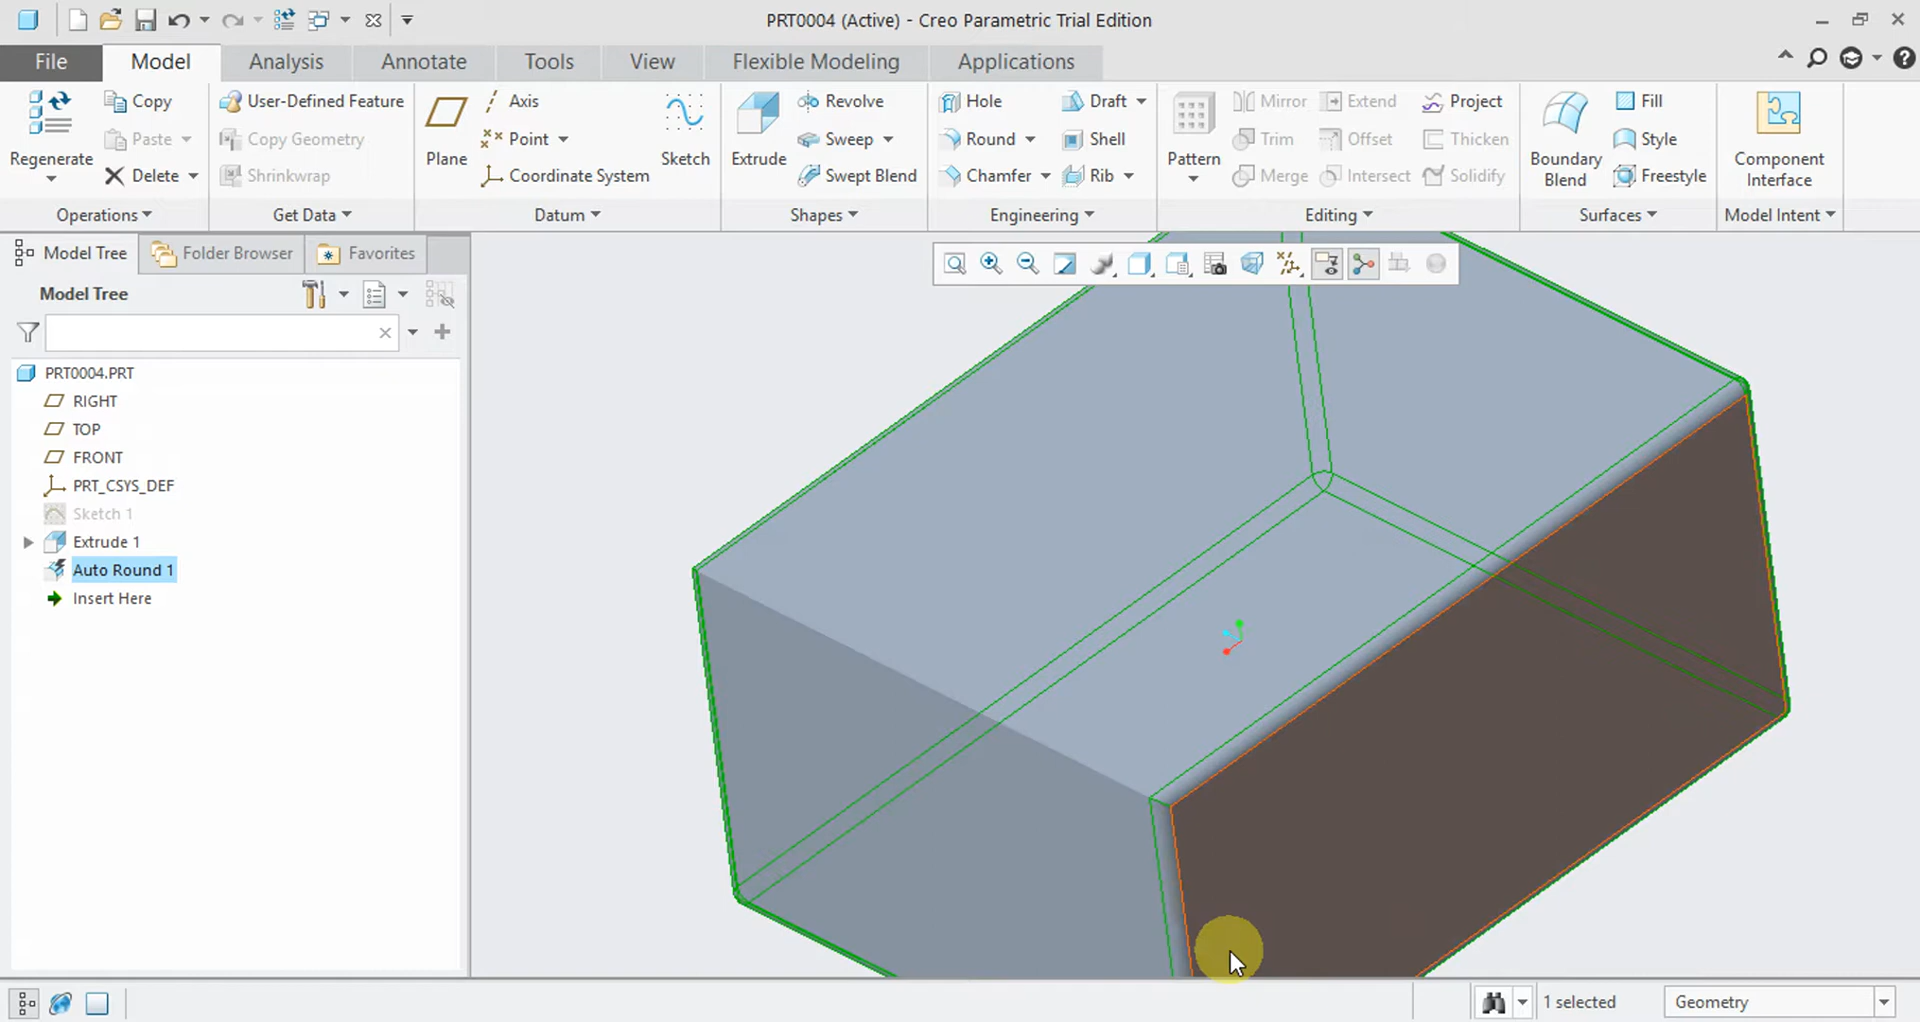 PRT0004 (Active) - Creo Parametric Trial Edition
File Model Analysis Annotate Tools View Flexible Modeling Applications
Regenerate
Copy
Paste
Delete
Operations
User-Defined Feature
Copy Geometry
Shrinkwrap
Get Data
Plane
Axis
Point
Coordinate System
Sketch
Datum
Extrude
Revolve
Sweep
Swept Blend
Shapes
Hole
Round
Chamfer
Draft
Shell
Rib
Engineering
Pattern
Mirror
Trim
Merge
Extend
Offset
Intersect
Project
Thicken
Solidify
Editing
Boundary
Blend
Fill
Style
Freestyle
Surfaces
Component
Interface
Model Intent
Model Tree Folder Browser Favorites
Model Tree
PRT0004.PRT
RIGHT
TOP
FRONT
PRT_CSYS_DEF
Sketch 1
Extrude 1
Auto Round 1
Insert Here
1 selected
Geometry